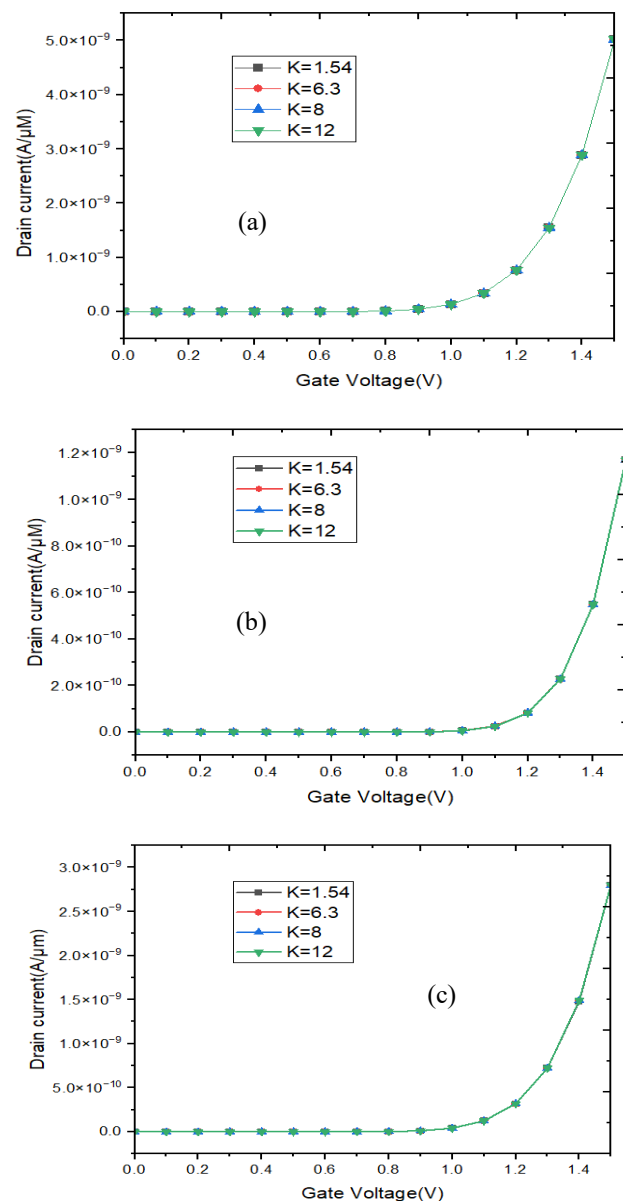 5.0×10⁻⁹
4.0×10⁻⁹
3.0×10⁻⁹
2.0×10⁻⁹
1.0×10⁻⁹
0.0
Drain current(A/μM)
K=1.54
K=6.3
K=8
K=12
(a)
0.0 0.2 0.4 0.6 0.8 1.0 1.2 1.4
Gate Voltage(V)
1.2×10⁻⁹
1.0×10⁻⁹
8.0×10⁻¹⁰
6.0×10⁻¹⁰
4.0×10⁻¹⁰
2.0×10⁻¹⁰
0.0
Drain current(A/μM)
K=1.54
K=6.3
K=8
K=12
(b)
0.0 0.2 0.4 0.6 0.8 1.0 1.2 1.4
Gate Voltage(V)
3.0×10⁻⁹
2.5×10⁻⁹
2.0×10⁻⁹
1.5×10⁻⁹
1.0×10⁻⁹
5.0×10⁻¹⁰
0.0
Drain current(A/μm)
K=1.54
K=6.3
K=8
K=12
(c)
0.0 0.2 0.4 0.6 0.8 1.0 1.2 1.4
Gate Voltage(V)